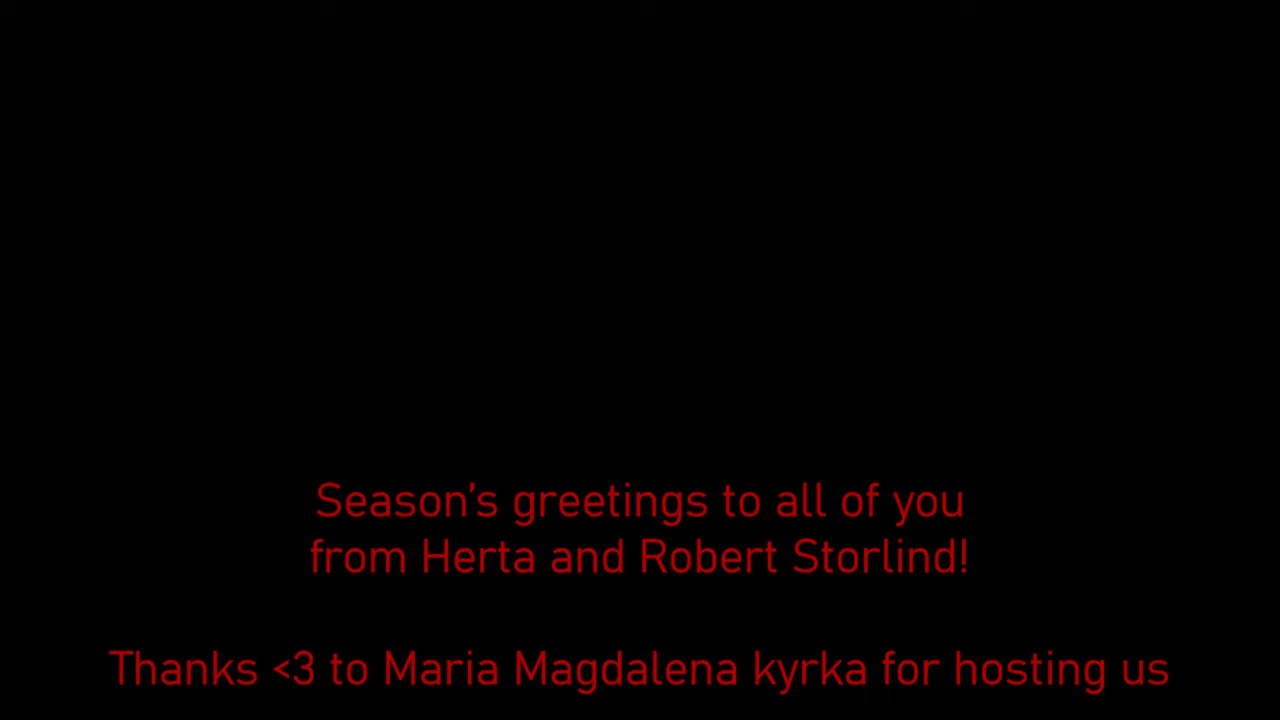 Season's greetings to all of you
from Herta and Robert Storlind!
Thanks <3 to Maria Magdalena kyrka for hosting us